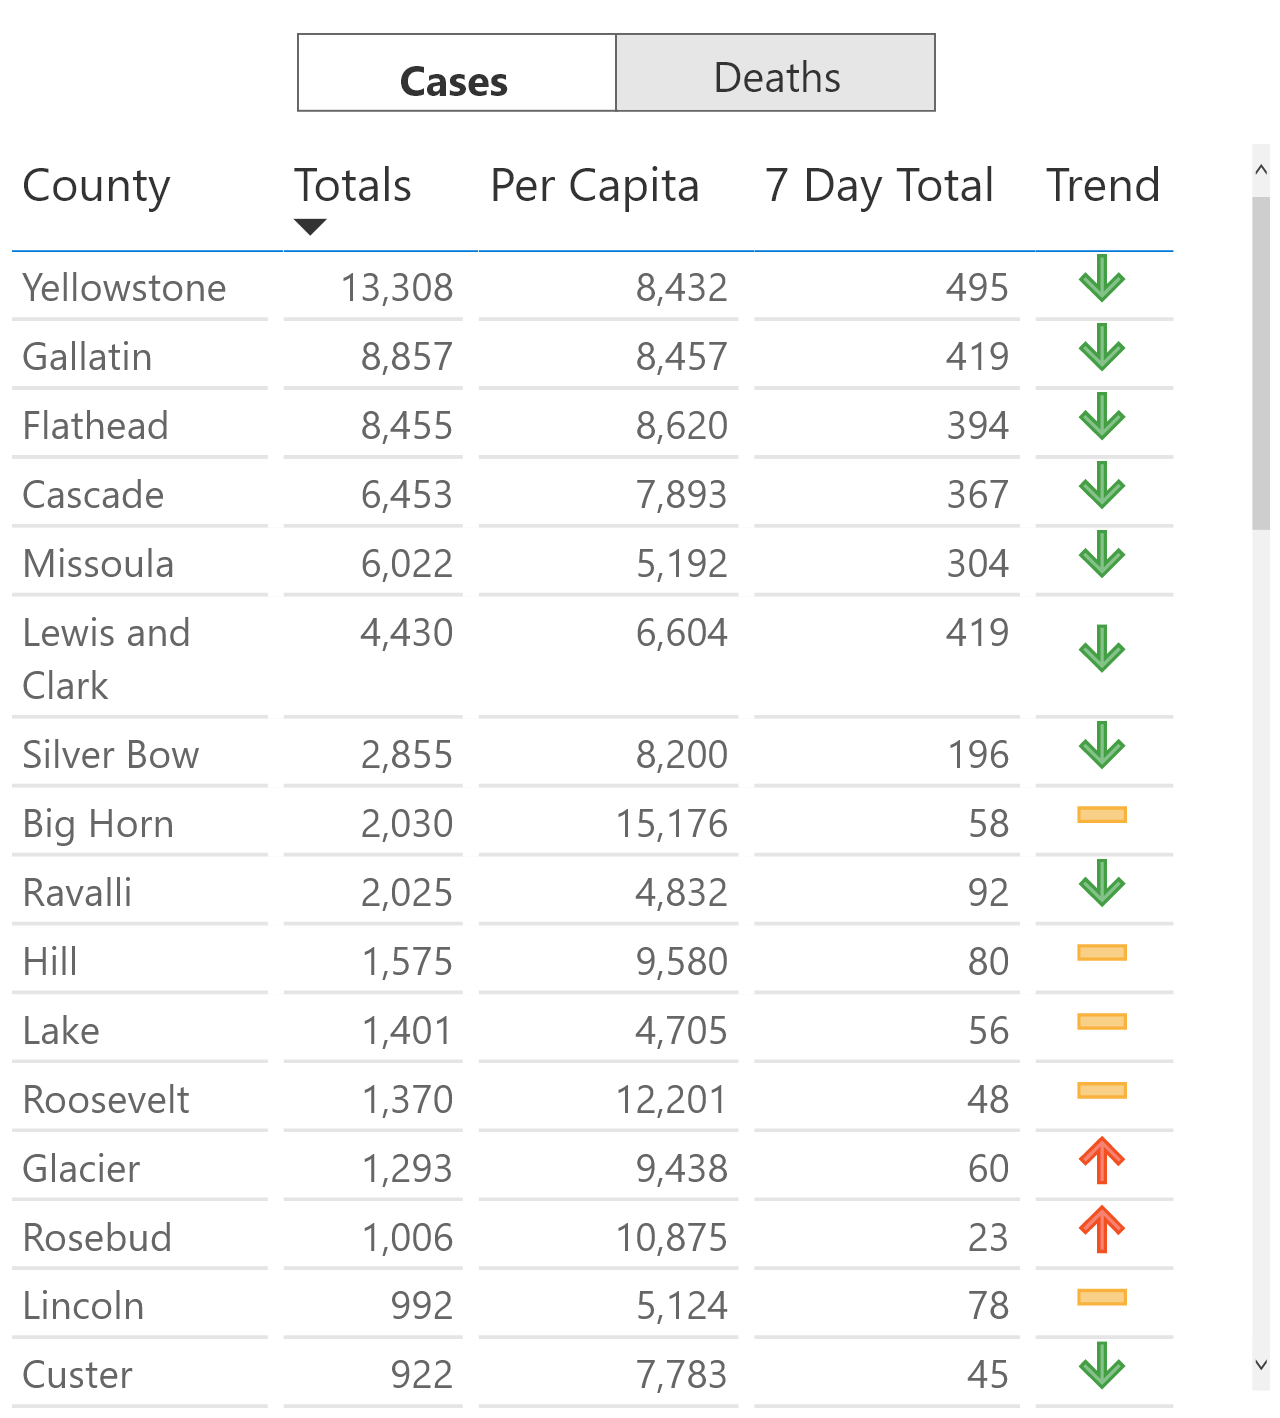 Cases Deaths
County Totals Per Capita 7 Day Total Trend
Yellowstone 13,308 8,432 495
Gallatin 8,857 8,457 419
Flathead 8,455 8,620 394
Cascade 6,453 7,893 367
Missoula 6,022 5,192 304
Lewis and 4,430 6,604 419
Clark
Silver Bow 2,855 8,200 196
Big Horn 2,030 15,176 58
Ravalli 2,025 4,832 92
Hill 1,575 9,580 80
Lake 1,401 4,705 56
Roosevelt 1,370 12,201 48
Glacier 1,293 9,438 60
Rosebud 1,006 10,875 23
Lincoln 992 5,124 78
Custer 922 7,783 45